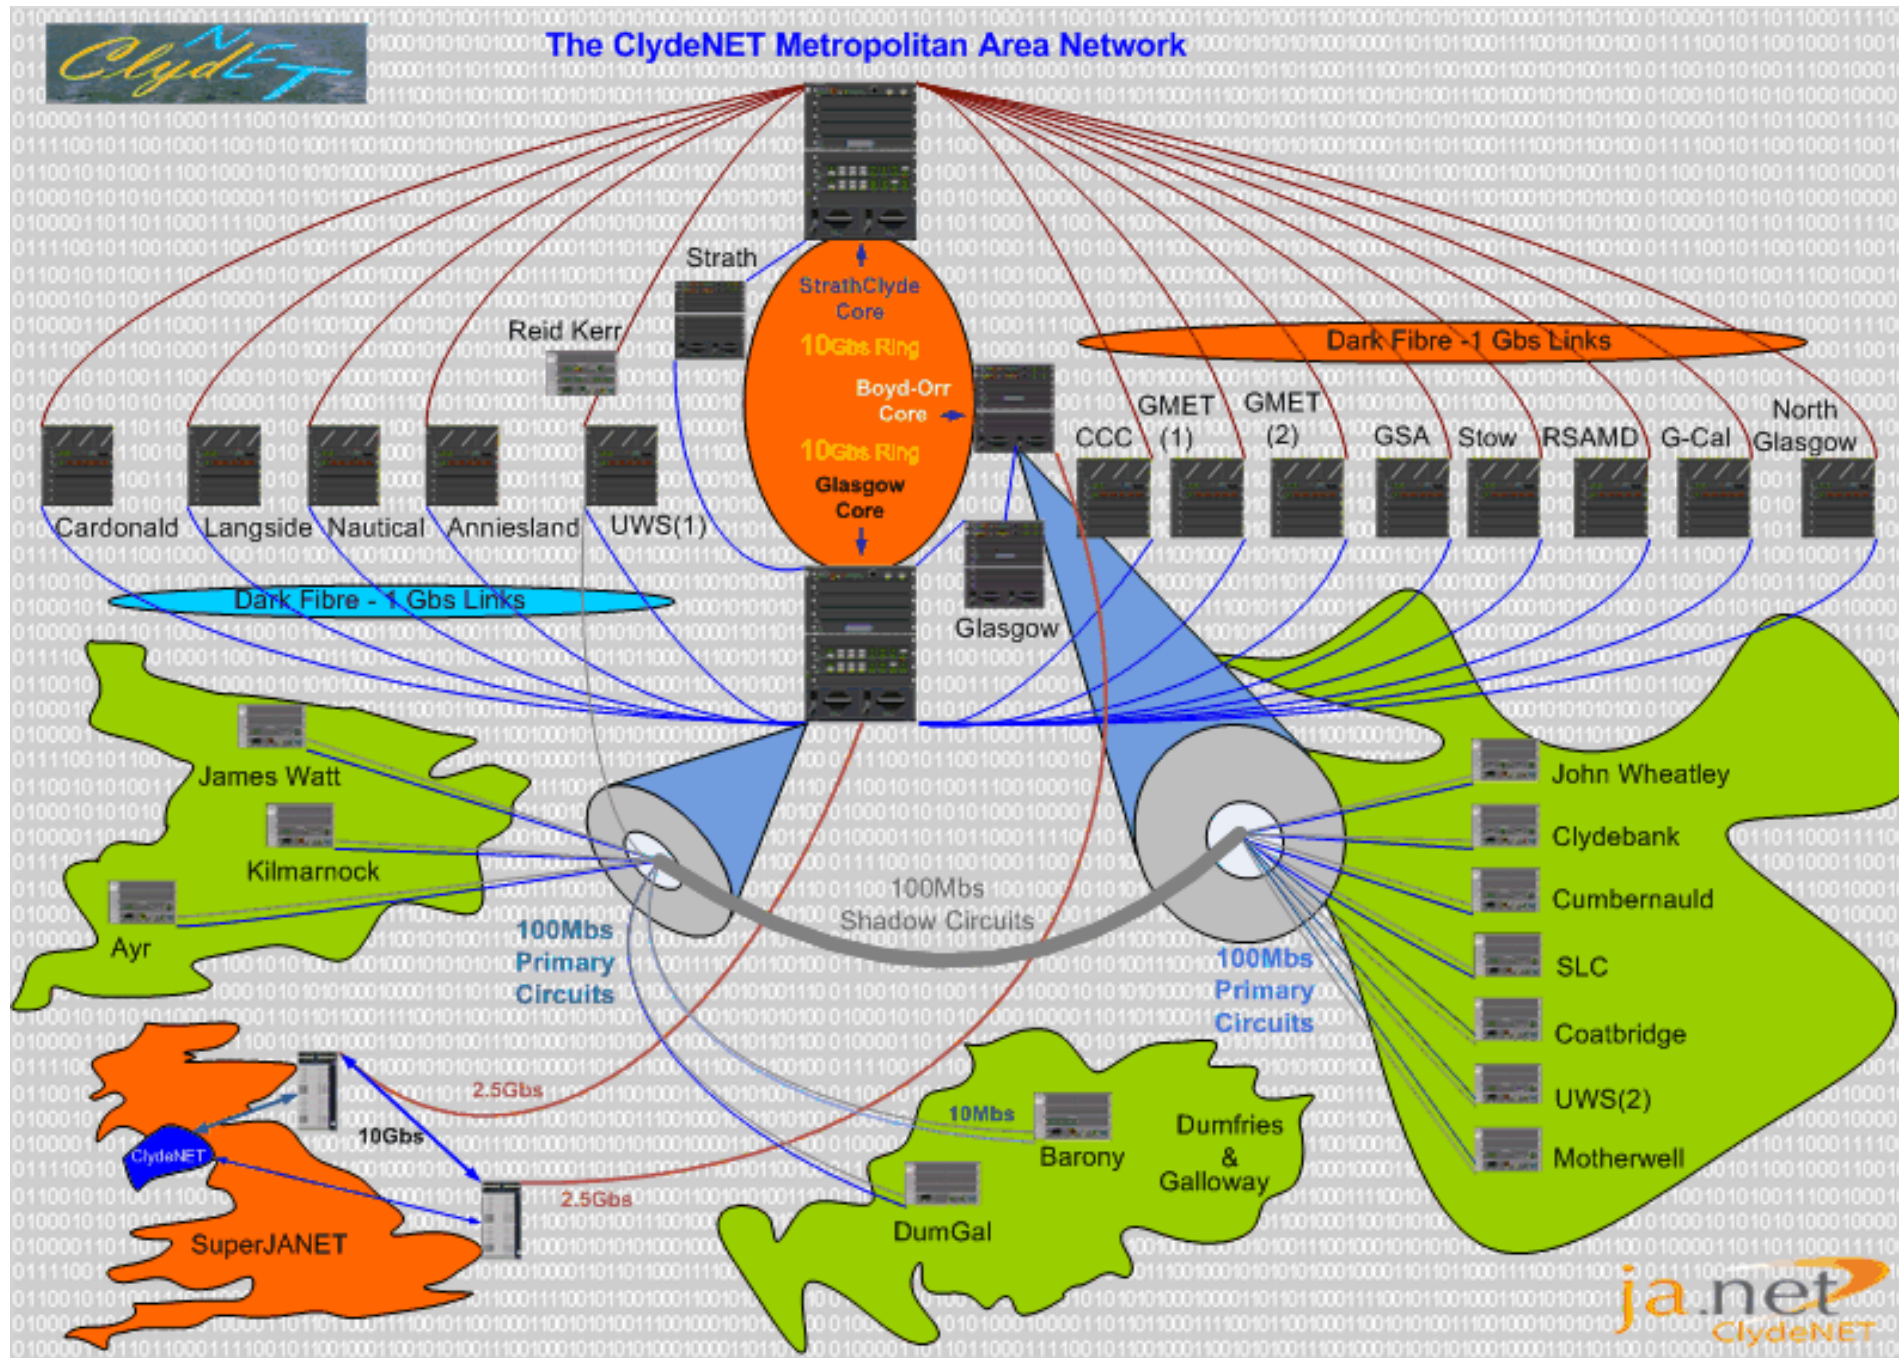 ClydNET
The ClydeNET Metropolitan Area Network
Strath
StrathClyde
Core
10Gbs Ring
Reid Kerr
Dark Fibre -1 Gbs Links
Boyd-Orr
Core
10Gbs Ring
Glasgow
Core
CCC
GMET
(1)
GMET
(2)
GSA
Stow
RSAMD
G-Cal
North
Glasgow
Cardonald
Langside
Nautical
Anniesland
UWS(1)
Dark Fibre - 1 Gbs Links
Glasgow
James Watt
Kilmarnock
Ayr
John Wheatley
Clydebank
Cumbernauld
SLC
Coatbridge
UWS(2)
Motherwell
100Mbs
Shadow Circuits
100Mbs
Primary
Circuits
100Mbs
Primary
Circuits
2.5Gbs
10Gbs
ClydeNET
2.5Gbs
SuperJANET
10Mbs
Barony
DumGal
Dumfries
&
Galloway
ja.net
ClydeNET